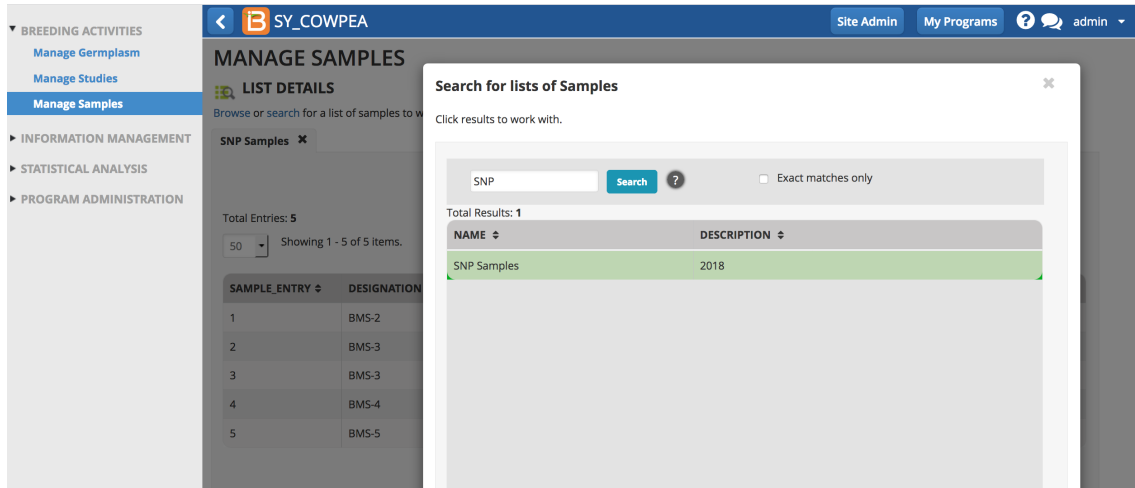 BREEDING ACTIVITIES
Manage Germplasm
Manage Studies
Manage Samples
INFORMATION MANAGEMENT
STATISTICAL ANALYSIS
PROGRAM ADMINISTRATION
SY_COWPEA
Site Admin
My Programs
?
admin
MANAGE SAMPLES
LIST DETAILS
Browse or search for a list of samples to w
SNP Samples
Total Entries: 5
50
Showing 1 - 5 of 5 items.
SAMPLE_ENTRY DESIGNATION
1 BMS-2
2 BMS-3
3 BMS-3
4 BMS-4
5 BMS-5
Search for lists of Samples
Click results to work with.
SNP
Search
?
Exact matches only
Total Results: 1
NAME DESCRIPTION
SNP Samples 2018